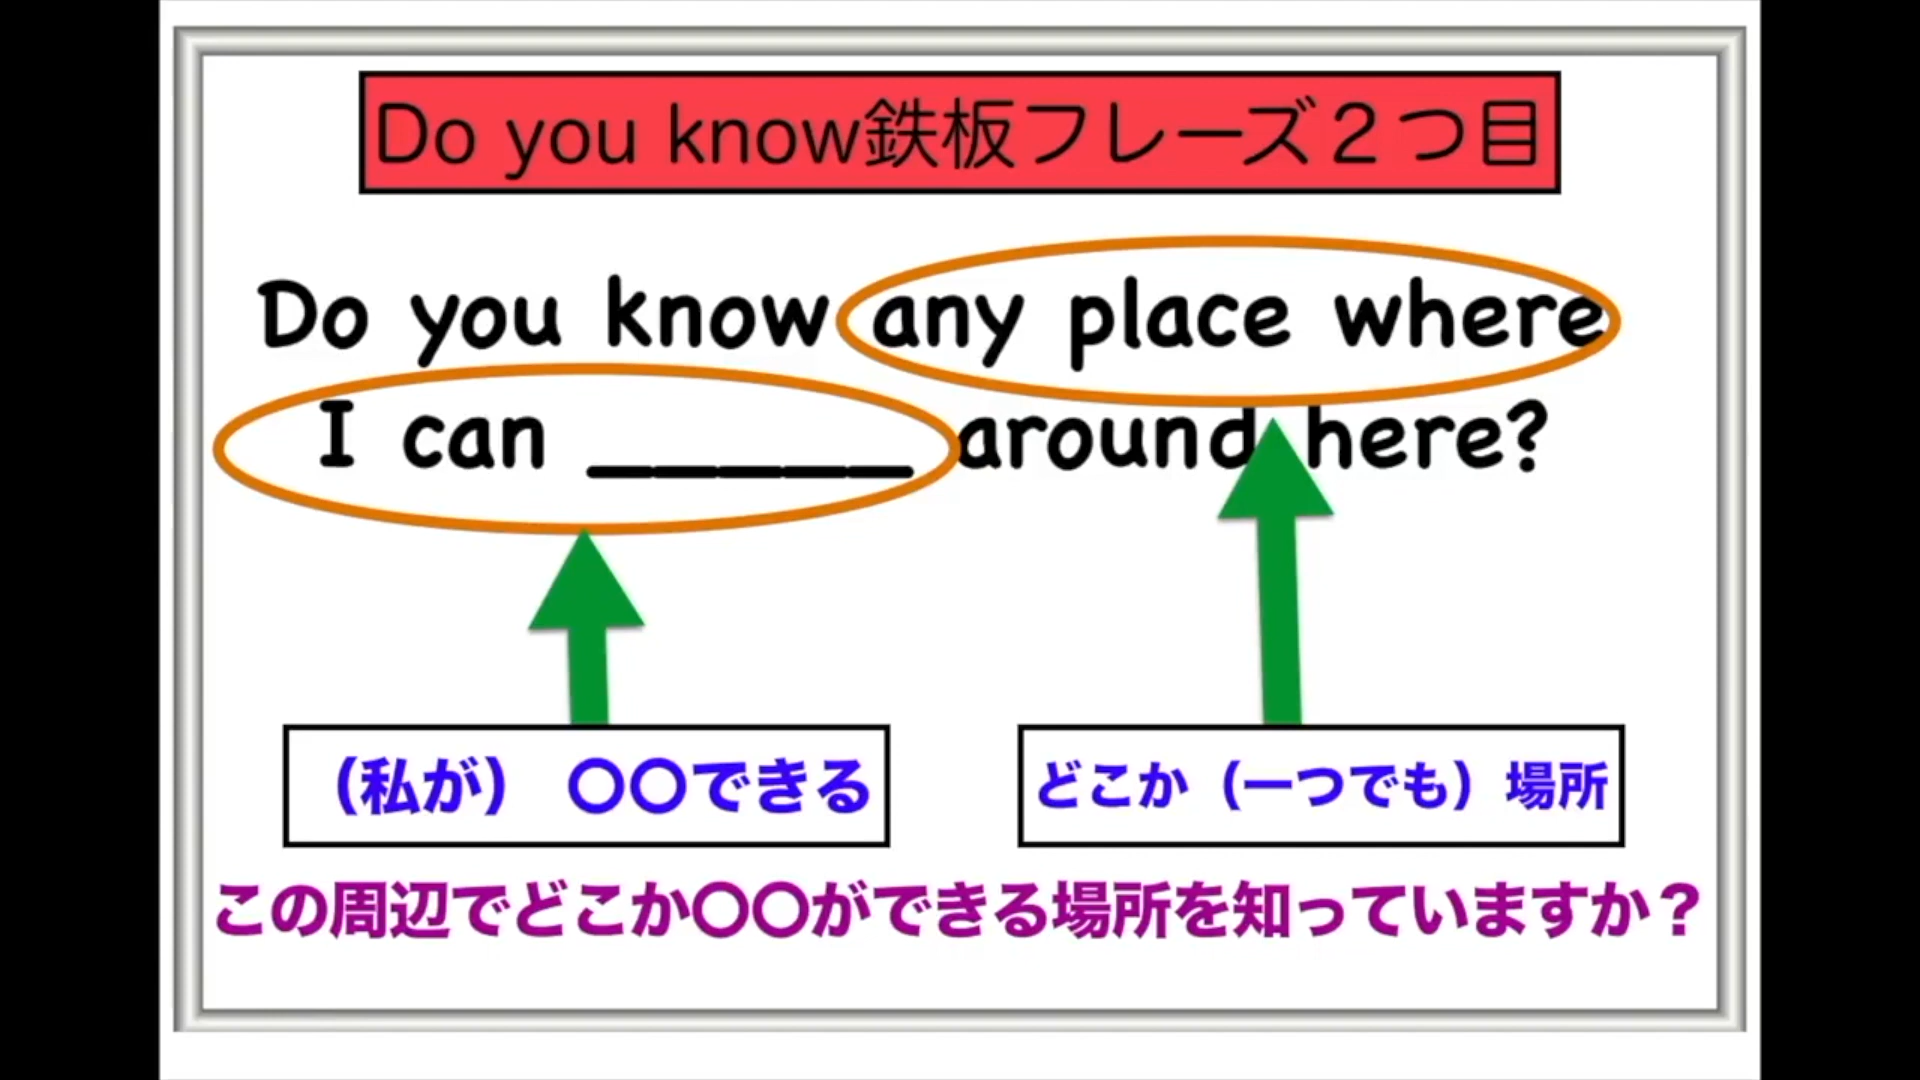 Do you know鉄板フレーズ２つ目
Do you know any place where
I can _____ around here?
（私が） 〇〇できる
どこか（一つでも）場所
この周辺でどこか〇〇ができる場所を知っていますか？